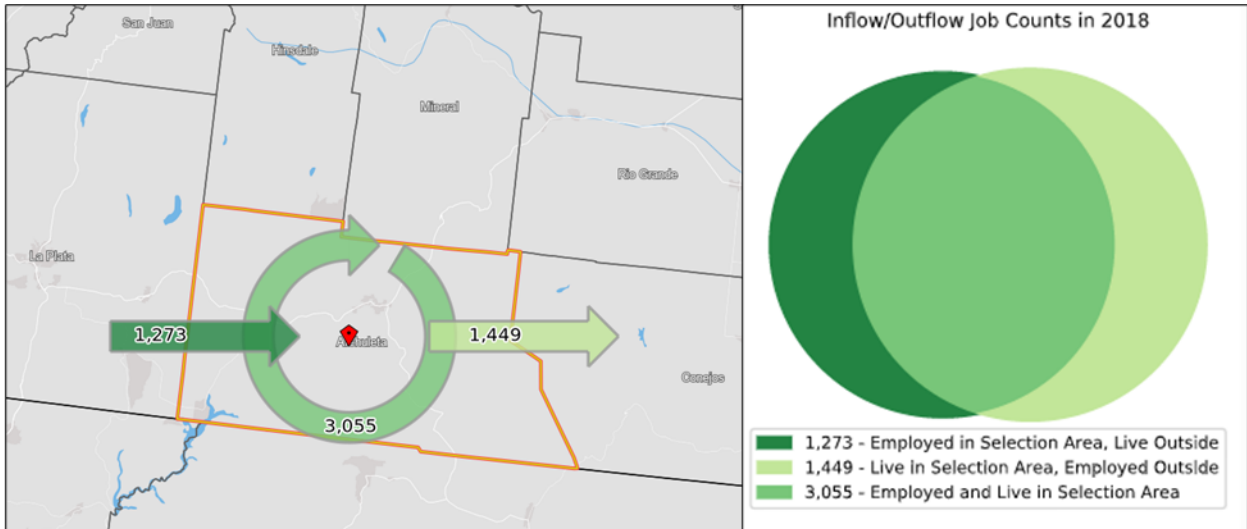 San Juan
Hinsdale
Mineral
Rio Grande
La Plata
1,273
Archuleta
1,449
Conejos
3,055
Inflow/Outflow Job Counts in 2018
1,273 - Employed in Selection Area, Live Outside
1,449 - Live in Selection Area, Employed Outside
3,055 - Employed and Live in Selection Area